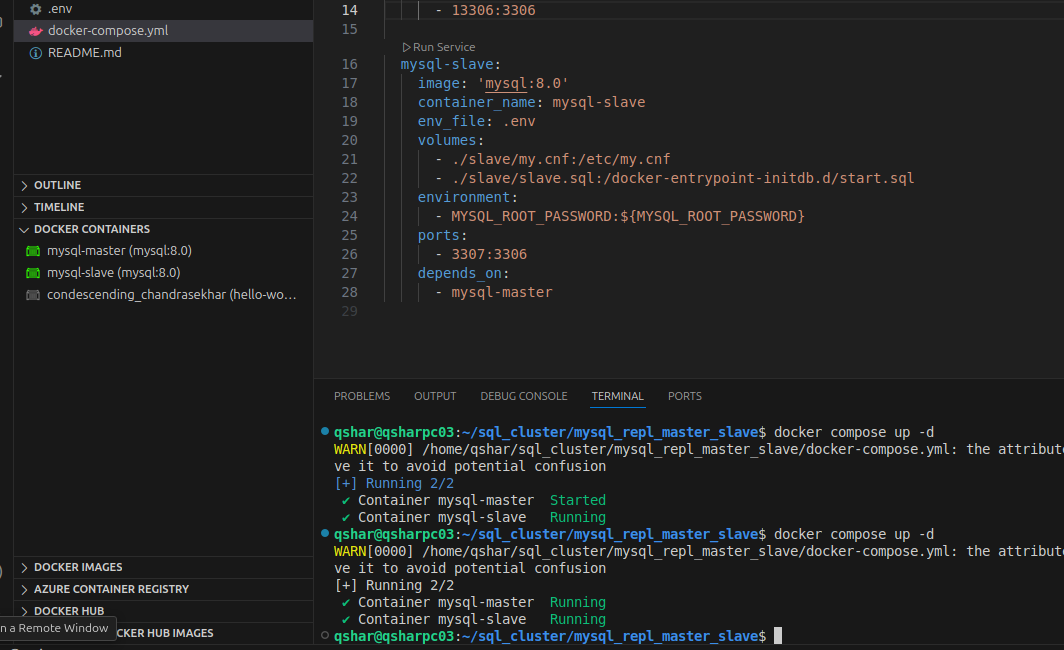 .env
docker-compose.yml
README.md
OUTLINE
TIMELINE
DOCKER CONTAINERS
mysql-master (mysql:8.0)
mysql-slave (mysql:8.0)
condescending_chandrasekhar (hello-wo...
DOCKER IMAGES
AZURE CONTAINER REGISTRY
DOCKER HUB
n a Remote Window
CKER HUB IMAGES
14 - 13306:3306
15
Run Service
16 mysql-slave:
17 image: 'mysql:8.0'
18 container_name: mysql-slave
19 env_file: .env
20 volumes:
21 - ./slave/my.cnf:/etc/my.cnf
22 - ./slave/slave.sql:/docker-entrypoint-initdb.d/start.sql
23 environment:
24 - MYSQL_ROOT_PASSWORD:${MYSQL_ROOT_PASSWORD}
25 ports:
26 - 3307:3306
27 depends_on:
28 - mysql-master
29
PROBLEMS OUTPUT DEBUG CONSOLE TERMINAL PORTS
qshar@qsharpc03:~/sql_cluster/mysql_repl_master_slave$ docker compose up -d
WARN[0000] /home/qshar/sql_cluster/mysql_repl_master_slave/docker-compose.yml: the attribut
ve it to avoid potential confusion
[+] Running 2/2
✔ Container mysql-master Started
✔ Container mysql-slave Running
qshar@qsharpc03:~/sql_cluster/mysql_repl_master_slave$ docker compose up -d
WARN[0000] /home/qshar/sql_cluster/mysql_repl_master_slave/docker-compose.yml: the attribut
ve it to avoid potential confusion
[+] Running 2/2
✔ Container mysql-master Running
✔ Container mysql-slave Running
qshar@qsharpc03:~/sql_cluster/mysql_repl_master_slave$